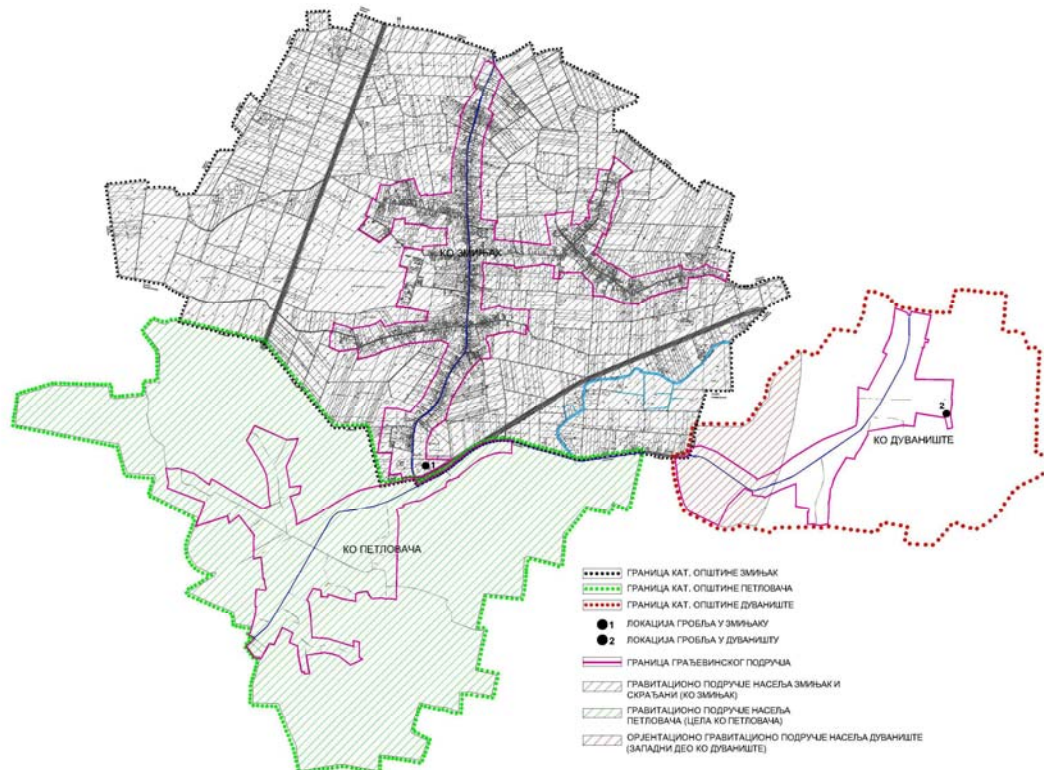 КО ЗМИЊАК
1
2
КО ДУВАНИШТЕ
КО ПЕТЛОВАЧА
ГРАНИЦА КАТ. ОПШТИНЕ ЗМИЊАК
ГРАНИЦА КАТ. ОПШТИНЕ ПЕТЛОВАЧА
ГРАНИЦА КАТ. ОПШТИНЕ ДУВАНИШТЕ
1 ЛОКАЦИЈА ГРОБЉА У ЗМИЊАКУ
2 ЛОКАЦИЈА ГРОБЉА У ДУВАНИШТУ
ГРАНИЦА ГРАЂЕВИНСКОГ ПОДРУЧЈА
ГРАВИТАЦИОНО ПОДРУЧЈЕ НАСЕЉА ЗМИЊАК И
СКРАЂАНИ (КО ЗМИЊАК)
ГРАВИТАЦИОНО ПОДРУЧЈЕ НАСЕЉА
ПЕТЛОВАЧА (ЦЕЛА КО ПЕТЛОВАЧА)
ОРЈЕНТАЦИОНО ГРАВИТАЦИОНО ПОДРУЧЈЕ НАСЕЉА ДУВАНИШТЕ
(ЗАПАДНИ ДЕО КО ДУВАНИШТЕ)